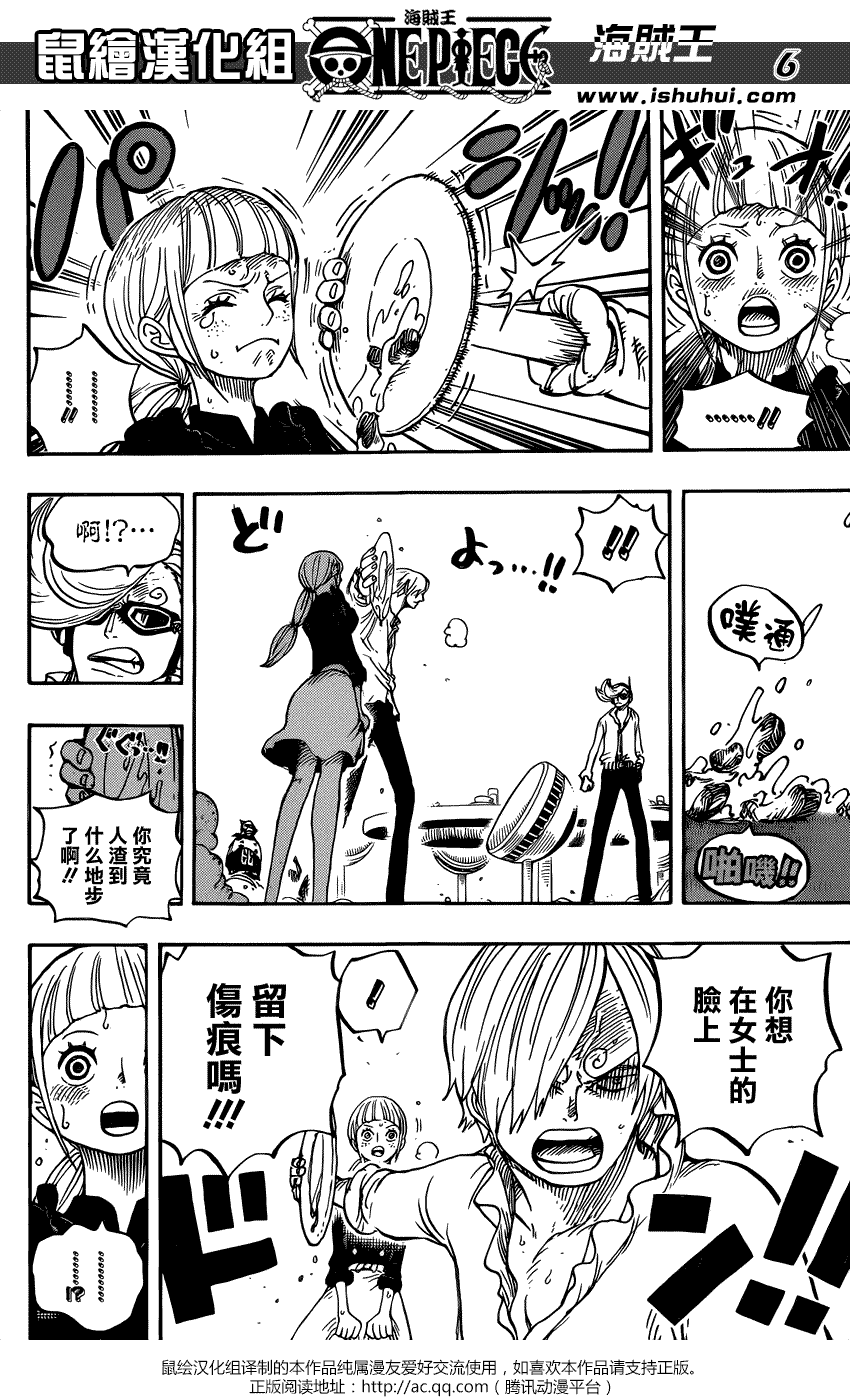 鼠繪漢化組
海賊王
ONE PIECE
海賊王
6
www.ishuhui.com
ギュッ!!
………!!
パシィッ!!
………
………!!
噗通
啪嘰!!
!!
よっ…!!
ど
啊!?…
ぐぐっ…!!
你究竟
人渣到
什么地步
了啊!!
你想
在女士的
臉上
!!
留下
傷痕嗎!!!
ドン!!
………
………?
鼠绘汉化组译制的本作品纯属漫友爱好交流使用，如喜欢本作品请支持正版。
正版阅读地址：http://ac.qq.com（腾讯动漫平台）